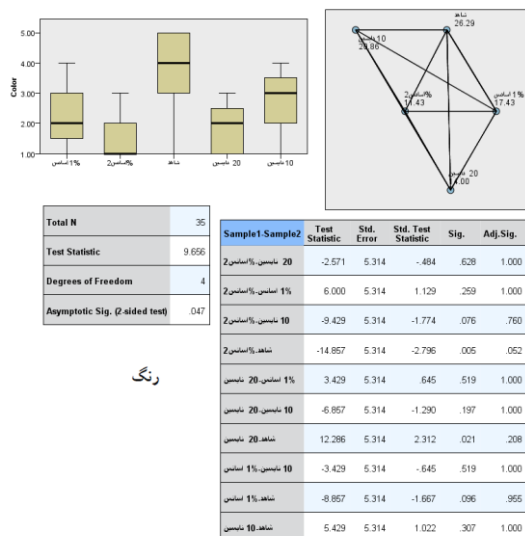 Color
5.00
4.00
3.00
2.00
1.00
اسانس1%
اسانس2%
شاهد
نایسین 20
نایسین 10
شاهد
26.29
نایسین 10
20.86
اسانس2%
11.43
اسانس1%
17.43
نایسین 20
14.00
Total N 35
Test Statistic 9.656
Degrees of Freedom 4
Asymptotic Sig. (2-sided test) .047
رنگ
Sample1-Sample2 Test Statistic Std. Error Std. Test Statistic Sig. Adj.Sig.
اسانس2%-نایسین 20 -2.571 5.314 -.484 .628 1.000
اسانس2%-اسانس 1% 6.000 5.314 1.129 .259 1.000
اسانس2%-نایسین 10 -9.429 5.314 -1.774 .076 .760
اسانس2%-شاهد -14.857 5.314 -2.796 .005 .052
نایسین 20-اسانس 1% 3.429 5.314 .645 .519 1.000
نایسین 20-نایسین 10 -6.857 5.314 -1.290 .197 1.000
نایسین 20-شاهد 12.286 5.314 2.312 .021 .208
اسانس 1%-نایسین 10 -3.429 5.314 -.645 .519 1.000
اسانس 1%-شاهد -8.857 5.314 -1.667 .096 .955
نایسین 10-شاهد 5.429 5.314 1.022 .307 1.000